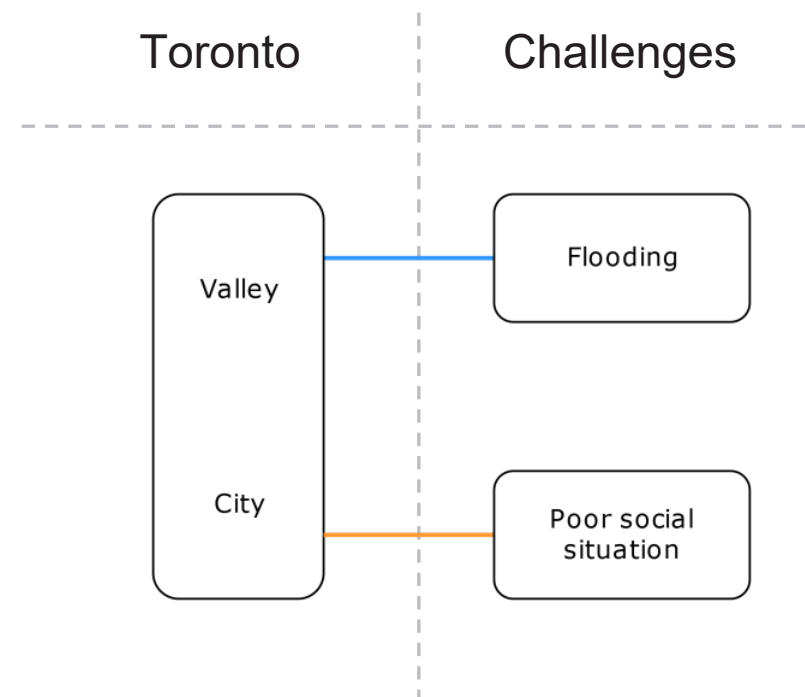 Toronto
Challenges
Valley
Flooding
City
Poor social
situation